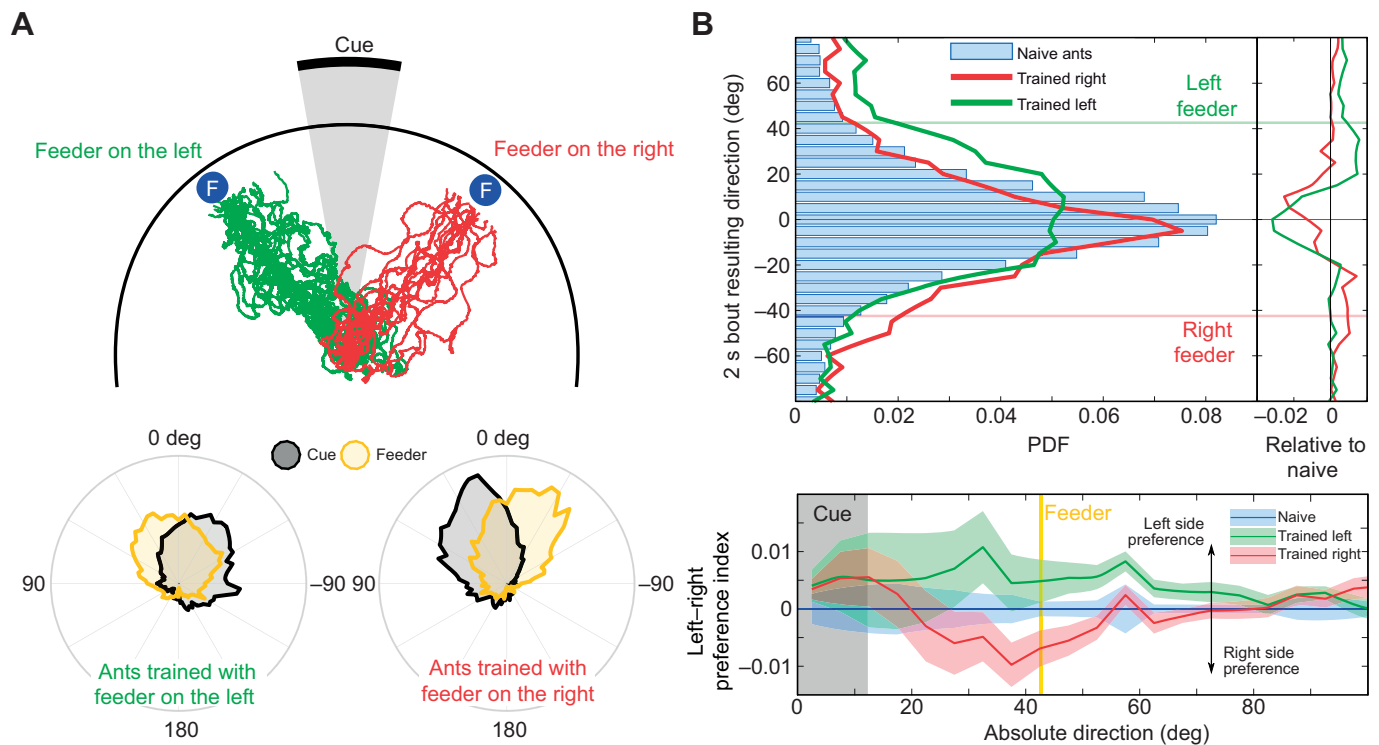 A
Cue
Feeder on the left
Feeder on the right
F
F
0 deg
Cue
Feeder
0 deg
90
–90
90
–90
Ants trained with
feeder on the left
Ants trained with
feeder on the right
180
180
B
2 s bout resulting direction (deg)
60
40
20
0
–20
–40
–60
Naive ants
Trained right
Trained left
Left
feeder
Right
feeder
0
0.02
0.04
0.06
0.08
–0.02
0
PDF
Relative to
naive
Left–right
preference index
0.01
0
–0.01
Cue
Feeder
Left side
preference
Naive
Trained left
Trained right
Right side
preference
0
20
40
60
80
Absolute direction (deg)